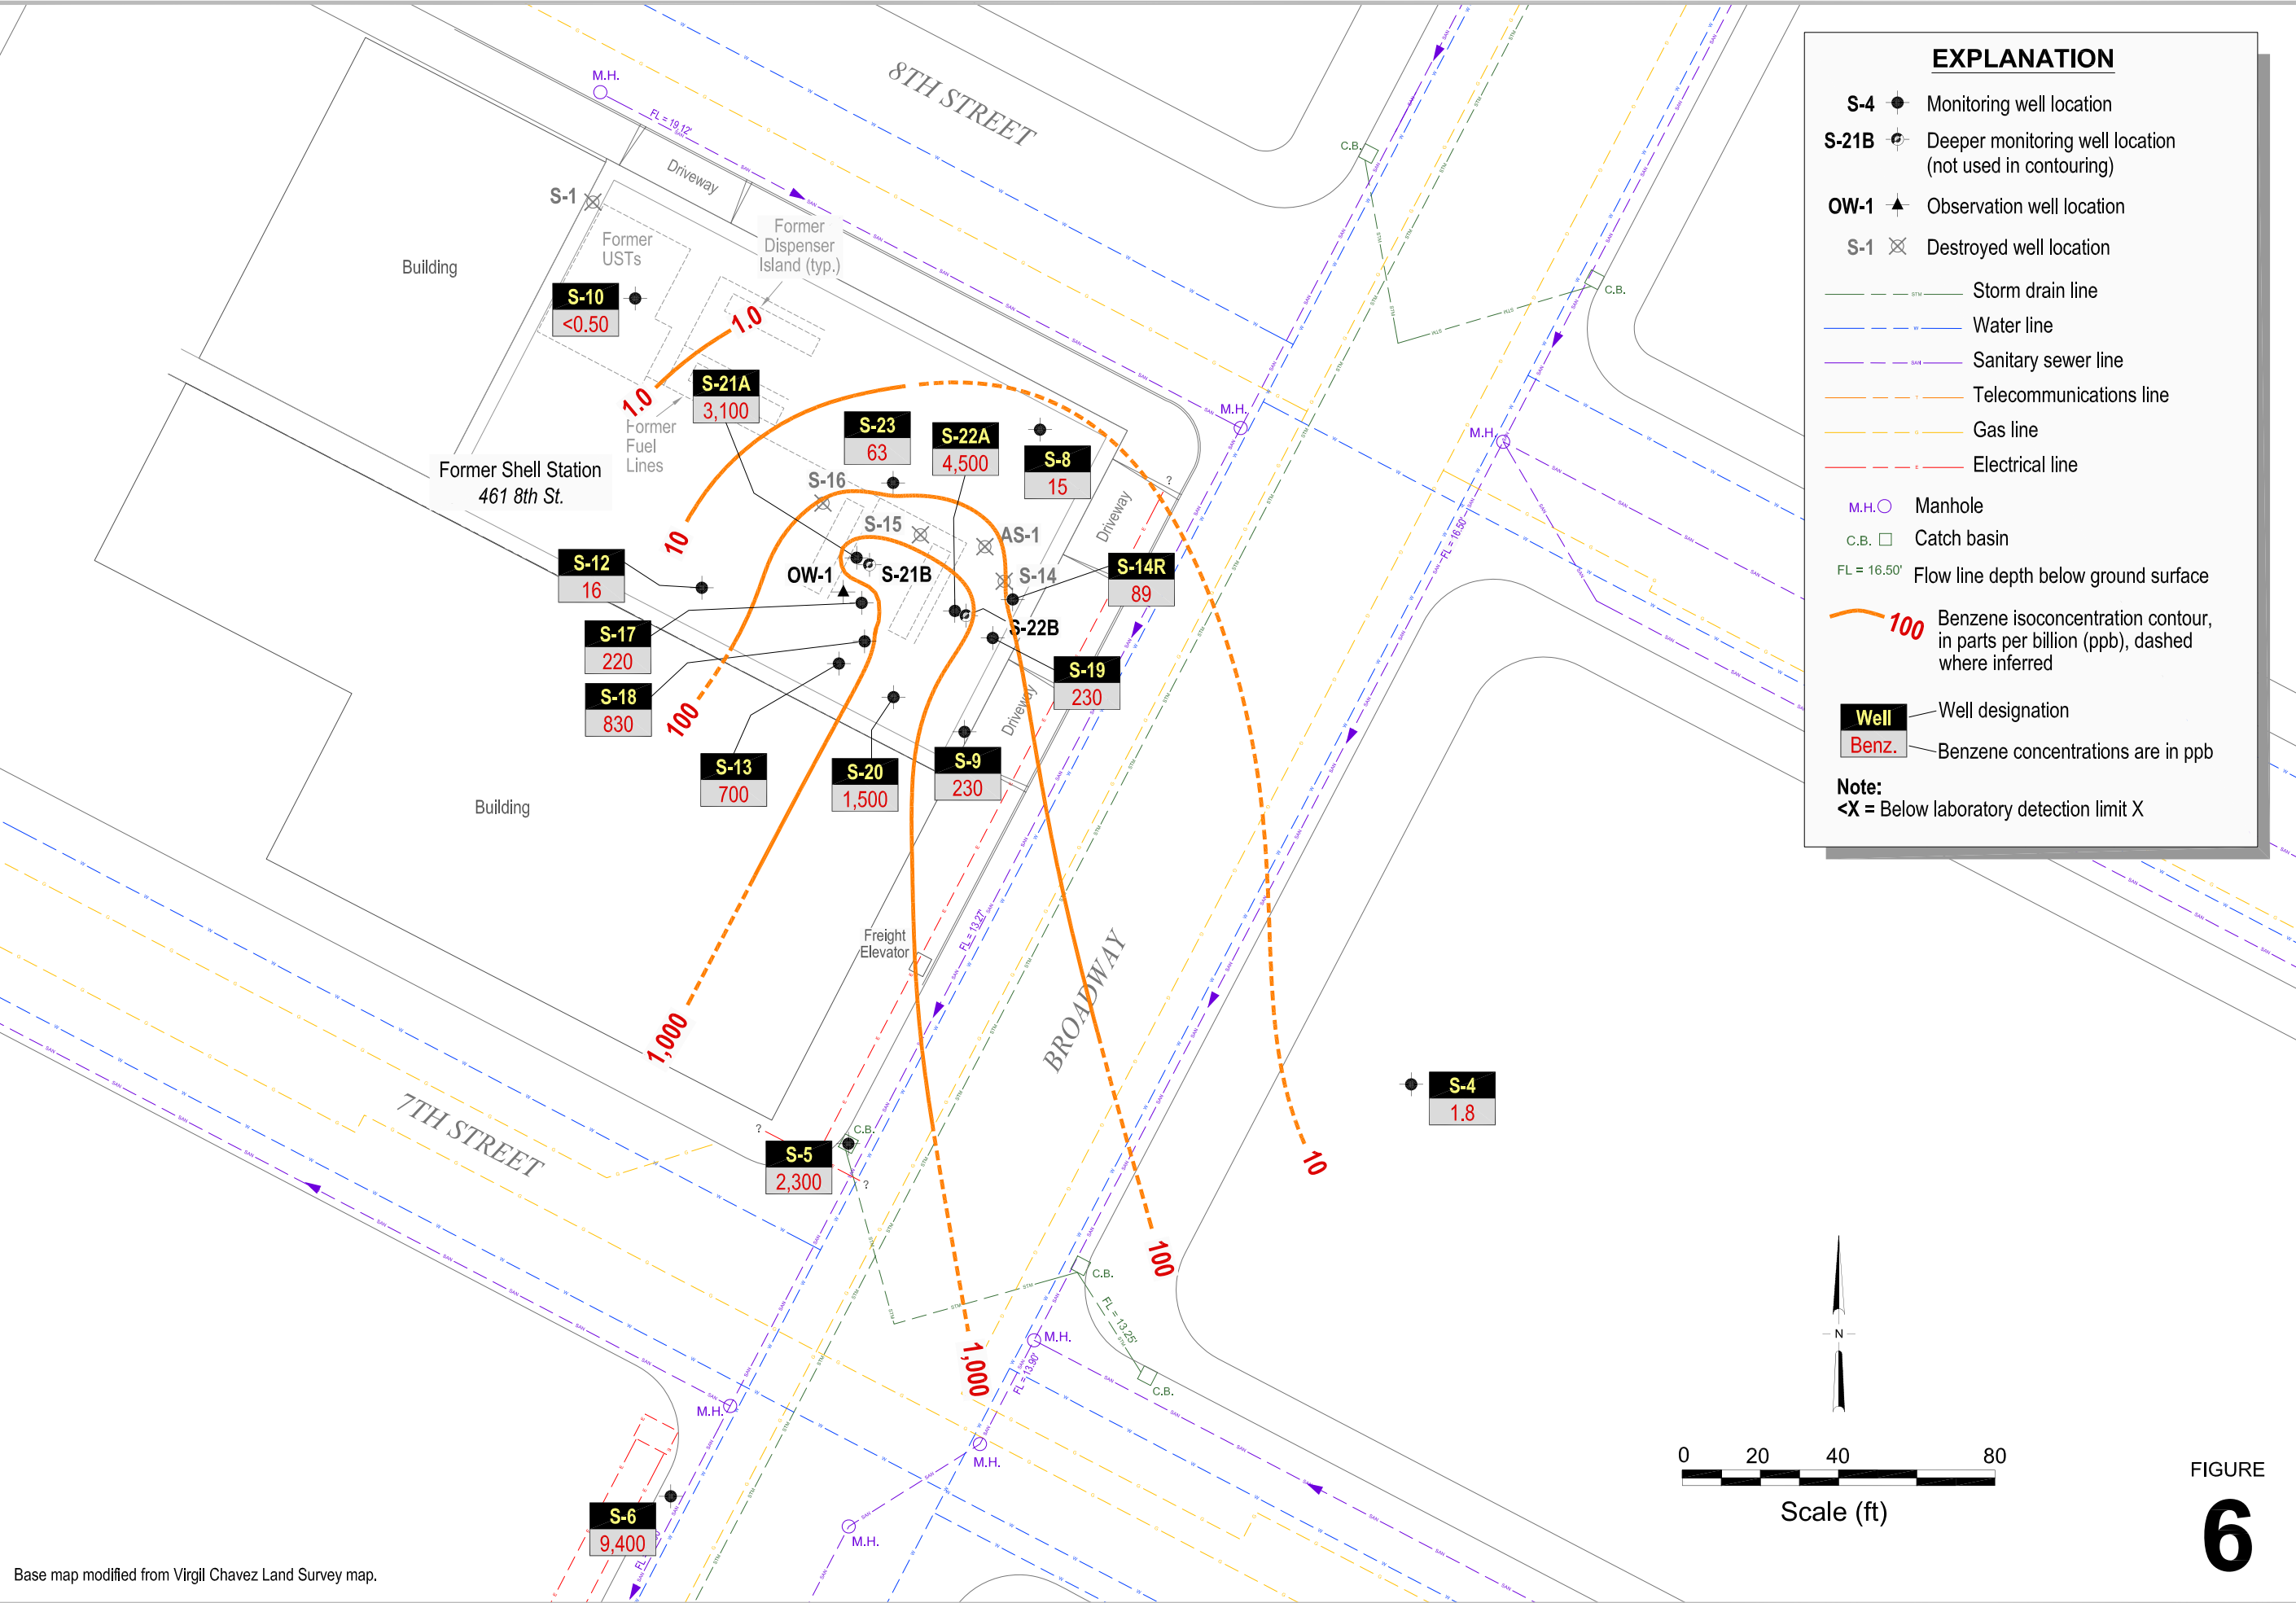 8TH STREET
M.H.
FL = 19.12'
Driveway
S-1
Former
USTs
Former
Dispenser
Island (typ.)
Building
S-10
<0.50
1.0
1.0
S-21A
3,100
Former
Fuel
Lines
S-23
63
S-22A
4,500
S-8
15
C.B.
C.B.
M.H.
M.H.
Former Shell Station
461 8th St.
S-16
S-15
AS-1
S-14
10
?
Driveway
FL = 16.50'
S-12
16
OW-1
S-21B
S-14R
89
S-17
220
S-22B
S-18
830
S-19
230
100
Driveway
S-13
700
S-20
1,500
S-9
230
Building
Freight
Elevator
FL = 13.27'
BROADWAY
1,000
7TH STREET
S-4
1.8
?
C.B.
S-5
2,300
?
10
100
C.B.
FL = 13.25'
M.H.
FL = 13.90'
C.B.
1,000
M.H.
M.H.
M.H.
S-6
9,400
FL
Base map modified from Virgil Chavez Land Survey map.
EXPLANATION
S-4 Monitoring well location
S-21B Deeper monitoring well location
(not used in contouring)
OW-1 Observation well location
S-1 Destroyed well location
STM Storm drain line
W Water line
SAN Sanitary sewer line
T Telecommunications line
G Gas line
E Electrical line
M.H. Manhole
C.B. Catch basin
FL = 16.50' Flow line depth below ground surface
100 Benzene isoconcentration contour,
in parts per billion (ppb), dashed
where inferred
Well Well designation
Benz. Benzene concentrations are in ppb
Note:
<X = Below laboratory detection limit X
N
0 20 40 80
Scale (ft)
FIGURE
6